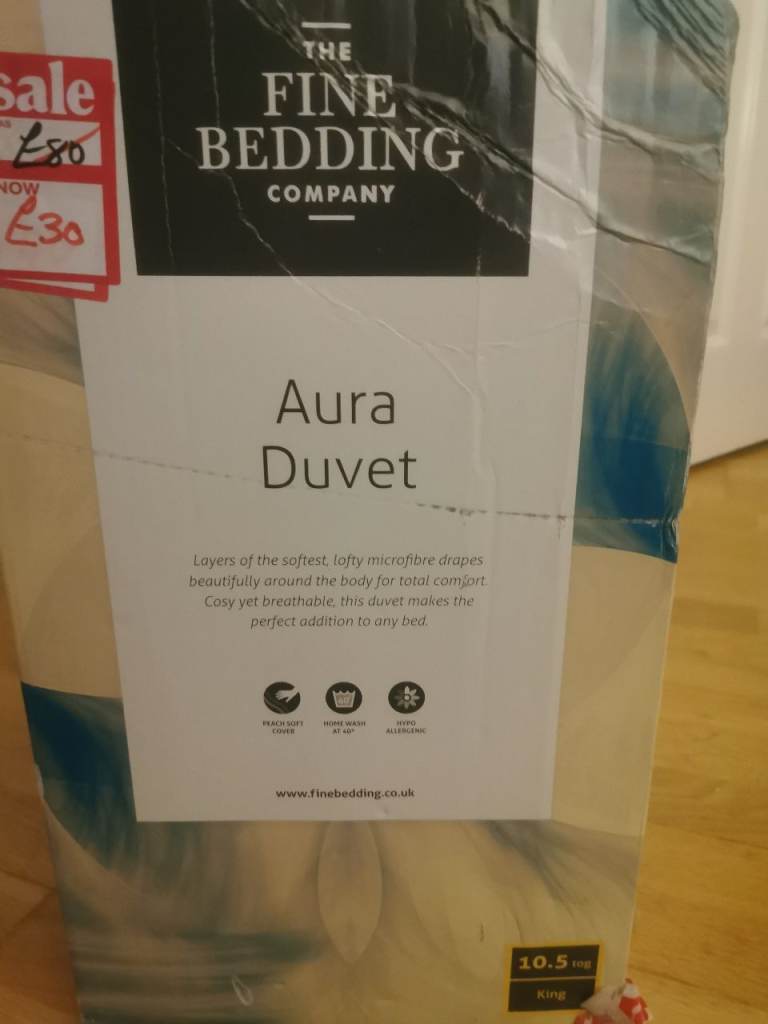 sale
AS
£80
NOW
£30
THE
FINE
BEDDING
COMPANY
Aura
Duvet
Layers of the softest, lofty microfibre drapes
beautifully around the body for total comfort.
Cosy yet breathable, this duvet makes the
perfect addition to any bed.
PEACH SOFT
COVER
HOME WASH
AT 40°
HYPO
ALLERGENIC
www.finebedding.co.uk
10.5 tog
King